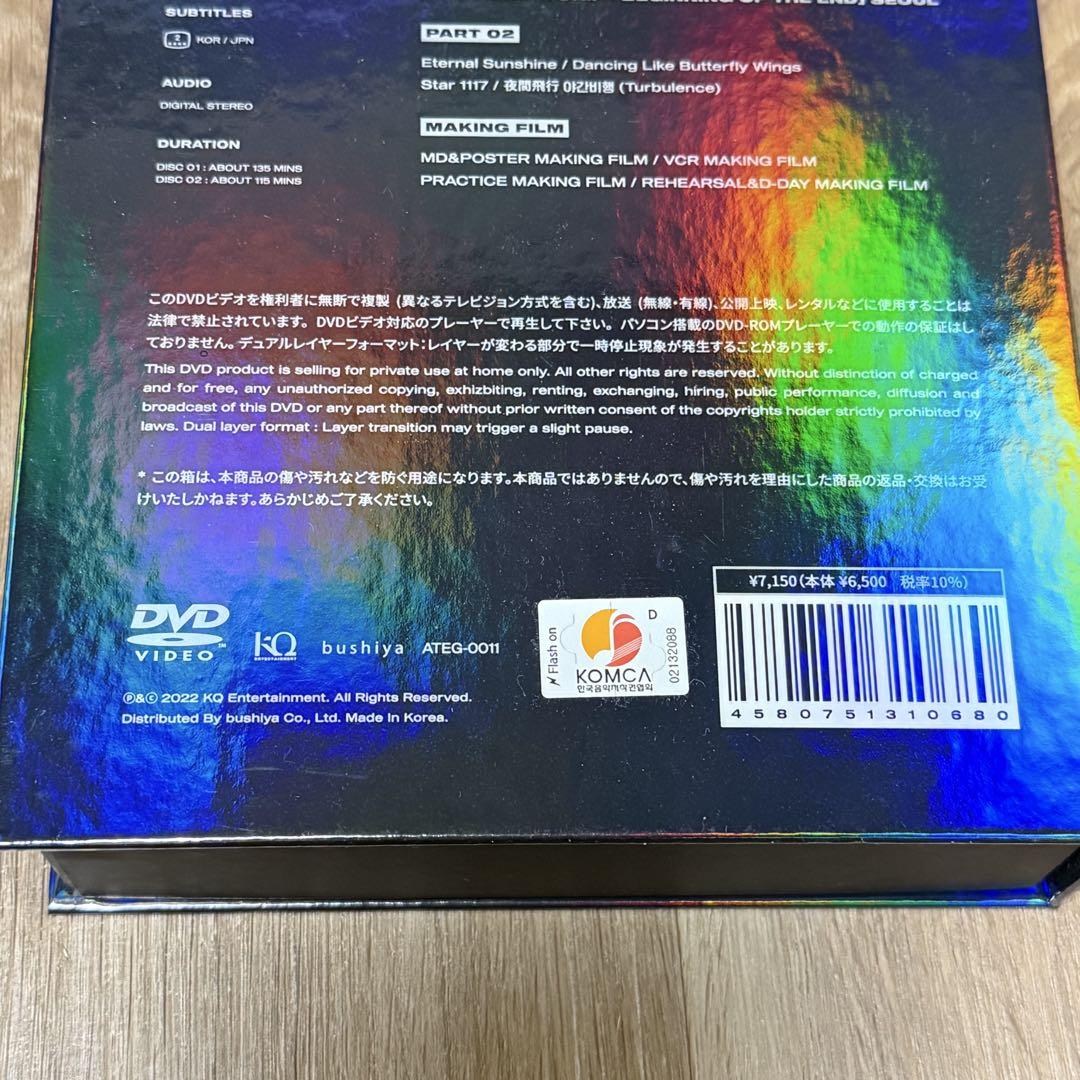 BEGINNING OF THE END] SEOUL
SUBTITLES
2 KOR / JPN
PART 02
Eternal Sunshine / Dancing Like Butterfly Wings
Star 1117 / 夜間飛行 야간비행 (Turbulence)
AUDIO
DIGITAL STEREO
MAKING FILM
DURATION
MD&POSTER MAKING FILM / VCR MAKING FILM
DISC 01 : ABOUT 135 MINS
DISC 02 : ABOUT 115 MINS
PRACTICE MAKING FILM / REHEARSAL&D-DAY MAKING FILM
このDVDビデオを権利者に無断で複製 (異なるテレビジョン方式を含む)、放送 (無線・有線)、公開上映、レンタルなどに使用することは
法律で禁止されています。DVDビデオ対応のプレーヤーで再生して下さい。パソコン搭載のDVD-ROMプレーヤーでの動作の保証はし
ておりません。デュアルレイヤーフォーマット：レイヤーが変わる部分で一時停止現象が発生することがあります。
This DVD product is selling for private use at home only. All other rights are reserved. Without distinction of charged
and for free, any unauthorized copying, exhizbiting, renting, exchanging, hiring, public performance, diffusion and
broadcast of this DVD or any part thereof without prior written consent of the copyrights holder strictly prohibited by
laws. Dual layer format : Layer transition may trigger a slight pause.
* この箱は、本商品の傷や汚れなどを防ぐ用途になります。本商品ではありませんので、傷や汚れを理由にした商品の返品・交換はお受
けいたしかねます。あらかじめご了承ください。
¥7,150(本体 ¥6,500 税率10%)
DVD
VIDEO™
KQ
ENTERTAINMENT
bushiya
ATEG-0011
Flash on
D
KOMCA
한국음악저작권협회
02132088
4580751310680
℗&© 2022 KQ Entertainment. All Rights Reserved.
Distributed By bushiya Co., Ltd. Made In Korea.